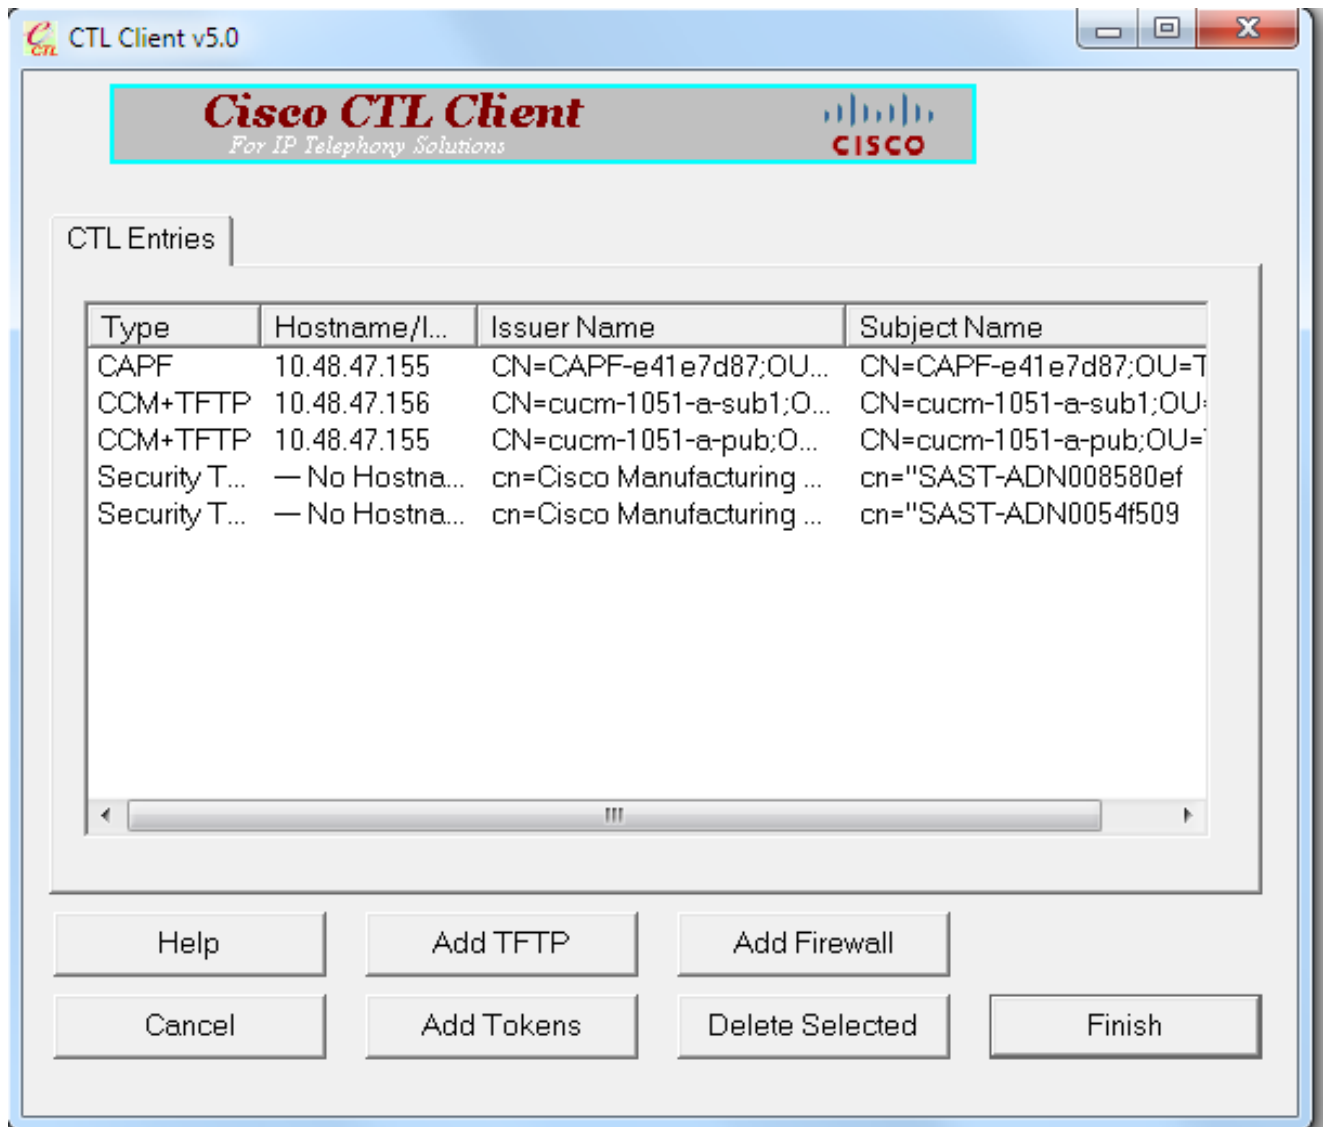 CTL Client v5.0
Cisco CTL Client
For IP Telephony Solutions
CISCO
CTL Entries
Type Hostname/I... Issuer Name Subject Name
CAPF 10.48.47.155 CN=CAPF-e41e7d87;OU... CN=CAPF-e41e7d87;OU=T
CCM+TFTP 10.48.47.156 CN=cucm-1051-a-sub1;O... CN=cucm-1051-a-sub1;OU=
CCM+TFTP 10.48.47.155 CN=cucm-1051-a-pub;O... CN=cucm-1051-a-pub;OU=T
Security T... — No Hostna... cn=Cisco Manufacturing ... cn="SAST-ADN008580ef
Security T... — No Hostna... cn=Cisco Manufacturing ... cn="SAST-ADN0054f509
Help Add TFTP Add Firewall
Cancel Add Tokens Delete Selected Finish